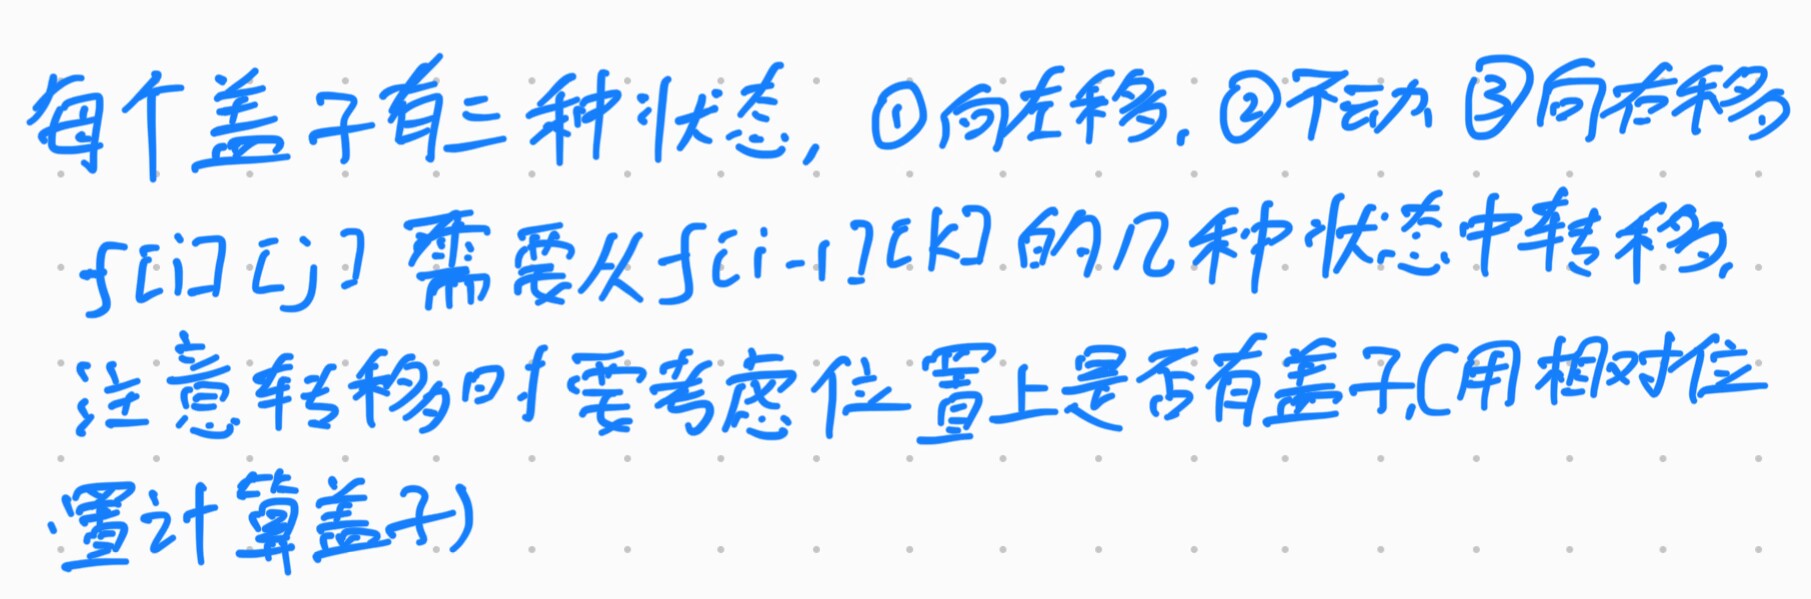 每个盖子有三种状态，①向左移.②不动 ③向右移
f[i][j] 需要从f[i-1][k] 的几种状态中转移.
注意转移时要考虑位置上是否有盖子,(用相对位
置计算盖子)